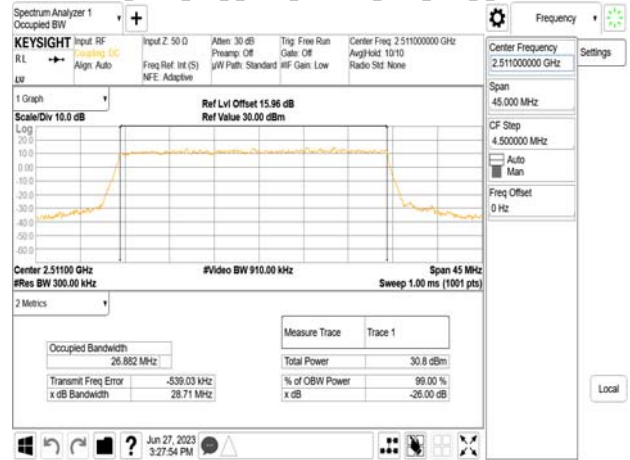 Spectrum Analyzer 1
Occupied BW
Frequency
KEYSIGHT
Input: RF
Coupling: DC
Align: Auto
Input Z: 50 Ω
Freq Ref: Int (S)
NFE: Adaptive
Atten: 30 dB
Preamp: Off
µW Path: Standard
Trig: Free Run
Gate: Off
#IF Gain: Low
Center Freq: 2.511000000 GHz
Avg|Hold: 10/10
Radio Std: None
R L
LU
Center Frequency
2.511000000 GHz
Settings
Span
45.000 MHz
CF Step
4.500000 MHz
Auto
Man
Freq Offset
0 Hz
Local
1 Graph
Scale/Div 10.0 dB
Ref Lvl Offset 15.96 dB
Ref Value 30.00 dBm
Log
20.0
10.0
0.00
-10.0
-20.0
-30.0
-40.0
-50.0
-60.0
Center 2.51100 GHz
#Video BW 910.00 kHz
Span 45 MHz
#Res BW 300.00 kHz
Sweep 1.00 ms (1001 pts)
2 Metrics
Measure Trace
Trace 1
Occupied Bandwidth
26.882 MHz
Total Power
30.8 dBm
Transmit Freq Error
-539.03 kHz
% of OBW Power
99.00 %
x dB Bandwidth
28.71 MHz
x dB
-26.00 dB
Jun 27, 2023
3:27:54 PM